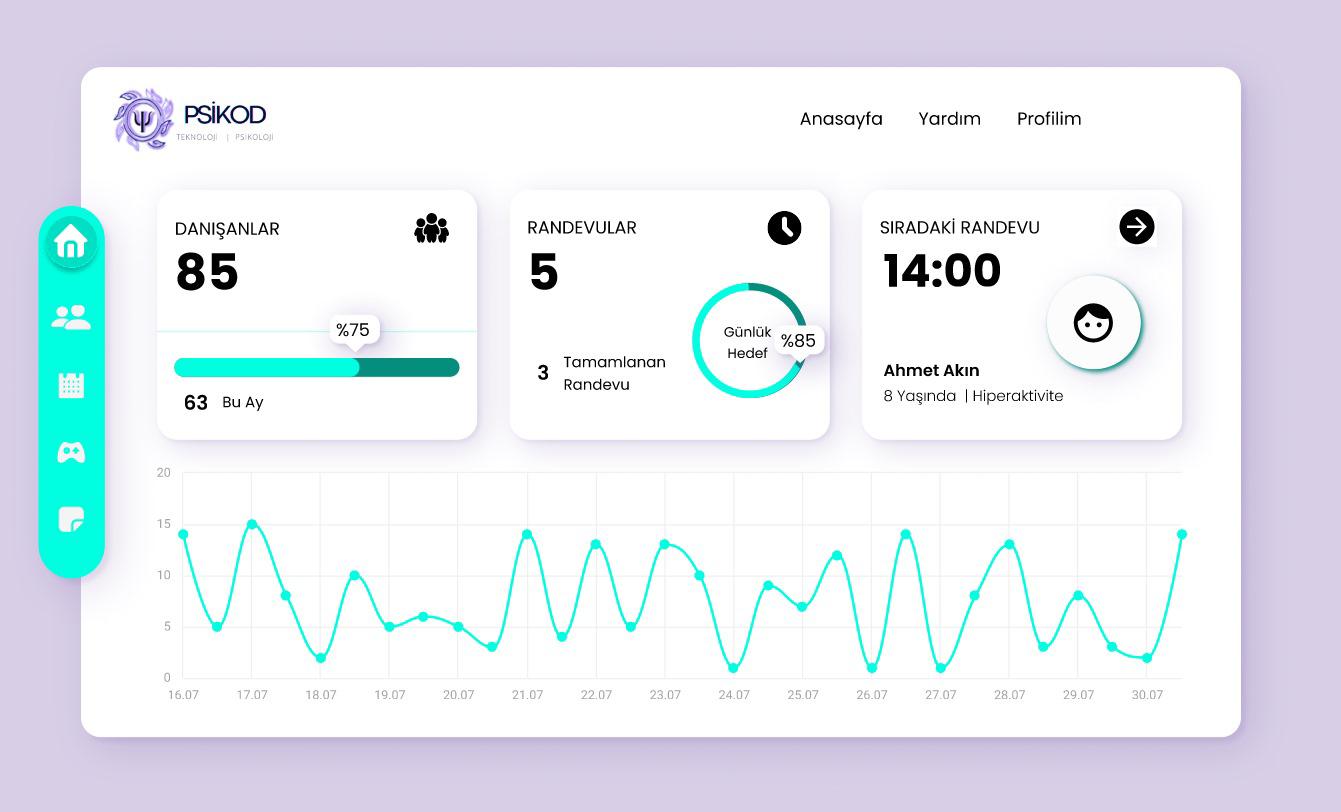 PSİKOD
TEKNOLOJİ | PSİKOLOJİ
Anasayfa Yardım Profilim
DANIŞANLAR
85
%75
63 Bu Ay
RANDEVULAR
5
Günlük
Hedef
%85
3 Tamamlanan
Randevu
SIRADAKİ RANDEVU
14:00
Ahmet Akın
8 Yaşında | Hiperaktivite
20
15
10
5
0
16.07 17.07 18.07 19.07 20.07 21.07 22.07 23.07 24.07 25.07 26.07 27.07 28.07 29.07 30.07